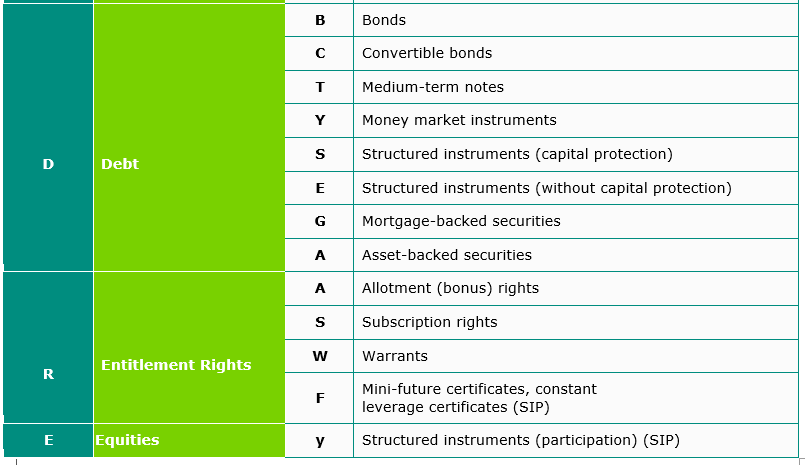 B Bonds
C Convertible bonds
T Medium-term notes
Y Money market instruments
D Debt S Structured instruments (capital protection)
E Structured instruments (without capital protection)
G Mortgage-backed securities
A Asset-backed securities
A Allotment (bonus) rights
S Subscription rights
R Entitlement Rights W Warrants
F Mini-future certificates, constant
leverage certificates (SIP)
E Equities y Structured instruments (participation) (SIP)